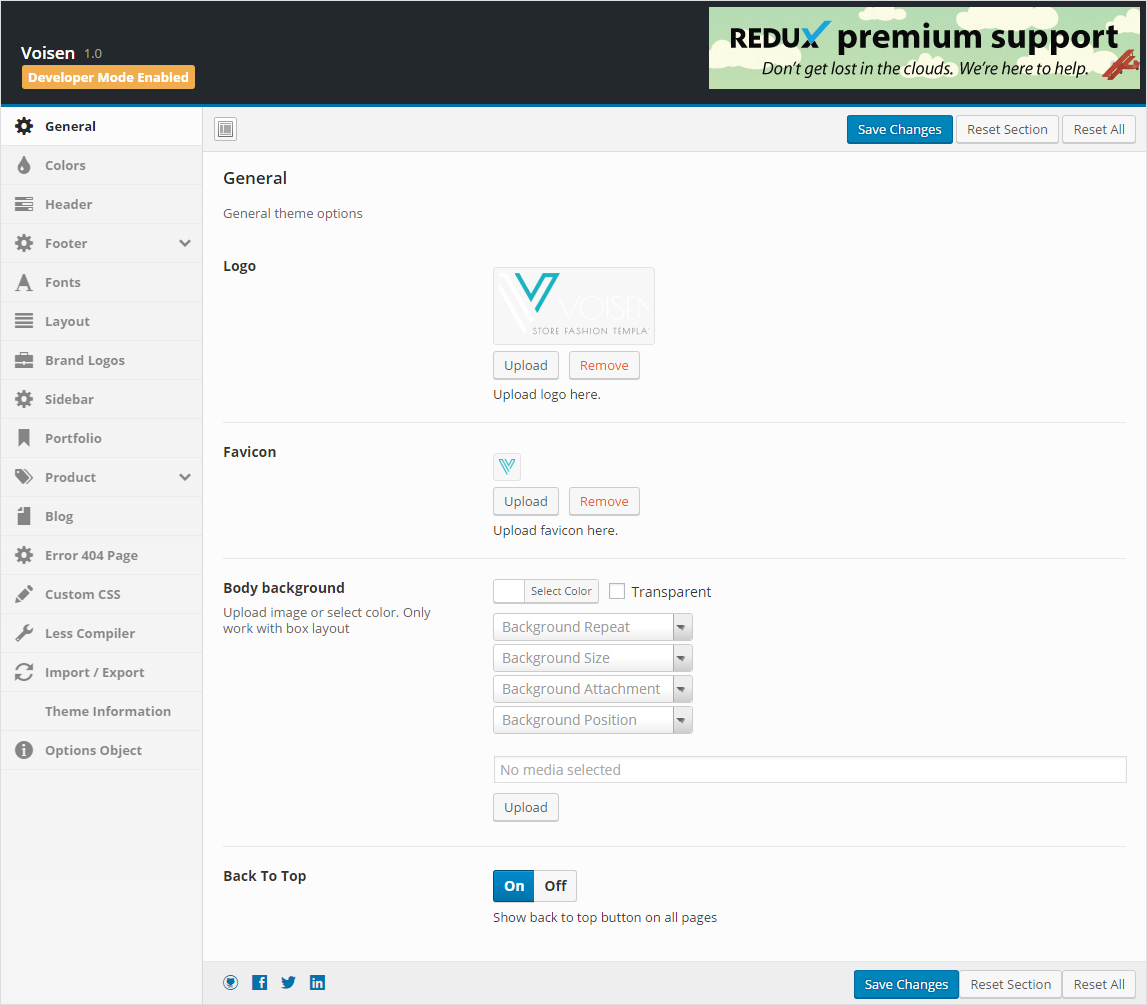 Voisen 1.0
Developer Mode Enabled
REDUX premium support
Don't get lost in the clouds. We're here to help.
General
Colors
Header
Footer
Fonts
Layout
Brand Logos
Sidebar
Portfolio
Product
Blog
Error 404 Page
Custom CSS
Less Compiler
Import / Export
Theme Information
Options Object
Save Changes Reset Section Reset All
General
General theme options
Logo
VOISEN
STORE FASHION TEMPLA
Upload Remove
Upload logo here.
Favicon
Upload Remove
Upload favicon here.
Body background
Upload image or select color. Only
work with box layout
Select Color Transparent
Background Repeat
Background Size
Background Attachment
Background Position
No media selected
Upload
Back To Top
On Off
Show back to top button on all pages
Save Changes Reset Section Reset All